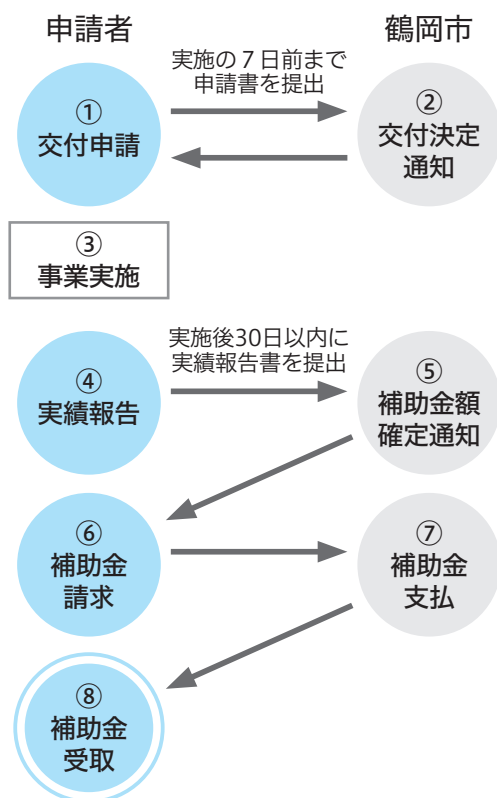 申請者
鶴岡市
実施の7日前まで
申請書を提出
①
交付申請
②
交付決定
通知
③
事業実施
実施後30日以内に
実績報告書を提出
④
実績報告
⑤
補助金額
確定通知
⑥
補助金
請求
⑦
補助金
支払
⑧
補助金
受取